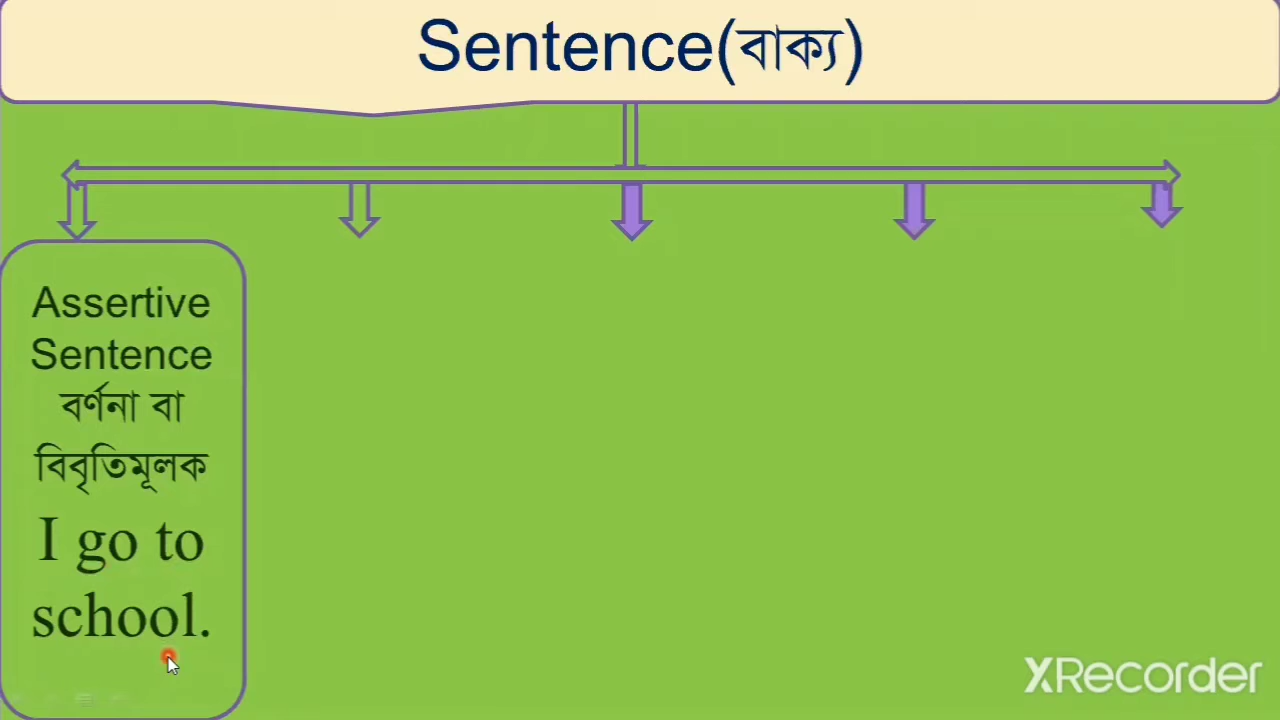 Sentence(বাক্য)
Assertive
Sentence
বর্ণনা বা
বিবৃতিমূলক
I go to
school.
XRecorder